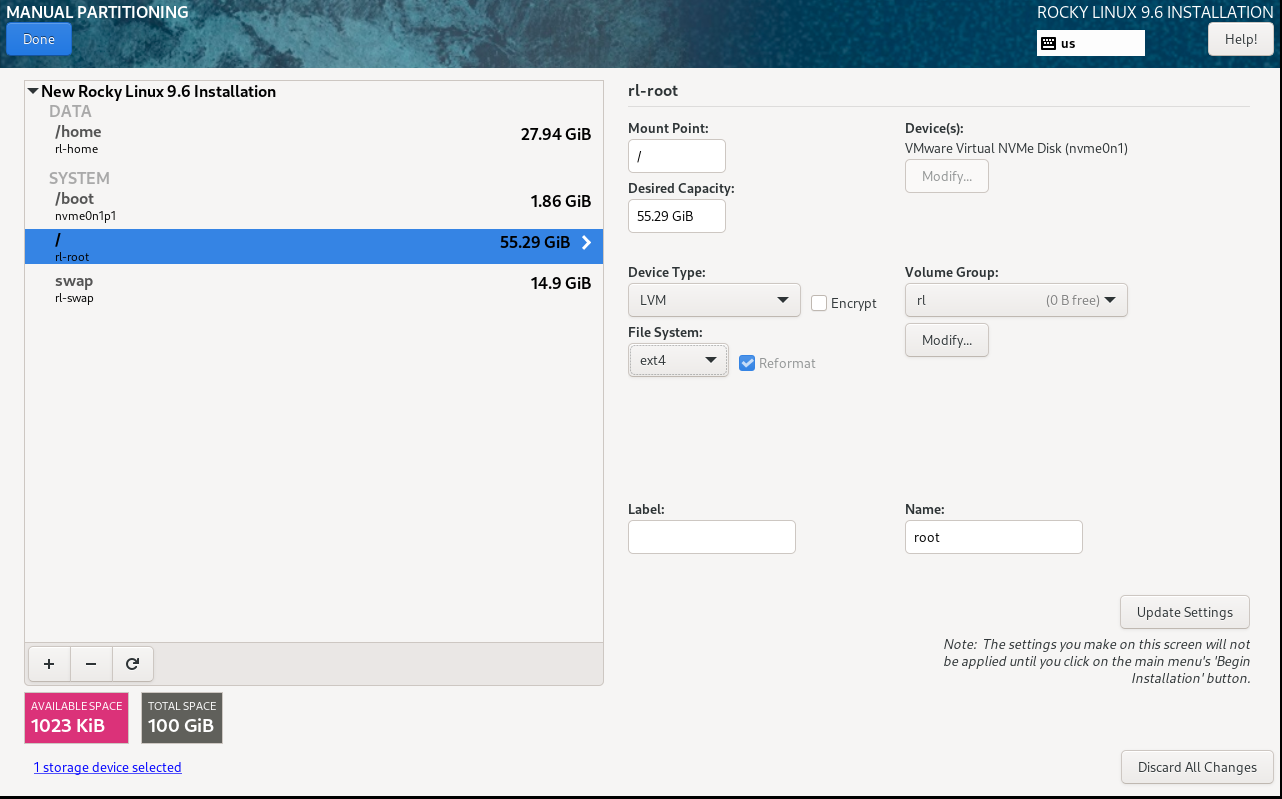 MANUAL PARTITIONING
ROCKY LINUX 9.6 INSTALLATION
Done
us
Help!
New Rocky Linux 9.6 Installation
DATA
/home
27.94 GiB
rl-home
SYSTEM
/boot
1.86 GiB
nvme0n1p1
/
55.29 GiB
rl-root
swap
14.9 GiB
rl-swap
rl-root
Mount Point:
/
Device(s):
VMware Virtual NVMe Disk (nvme0n1)
Modify...
Desired Capacity:
55.29 GiB
Device Type:
LVM
Encrypt
Volume Group:
rl (0 B free)
Modify...
File System:
ext4
Reformat
Label:
Name:
root
Update Settings
Note: The settings you make on this screen will not
be applied until you click on the main menu's 'Begin
Installation' button.
AVAILABLE SPACE
1023 KiB
TOTAL SPACE
100 GiB
1 storage device selected
Discard All Changes